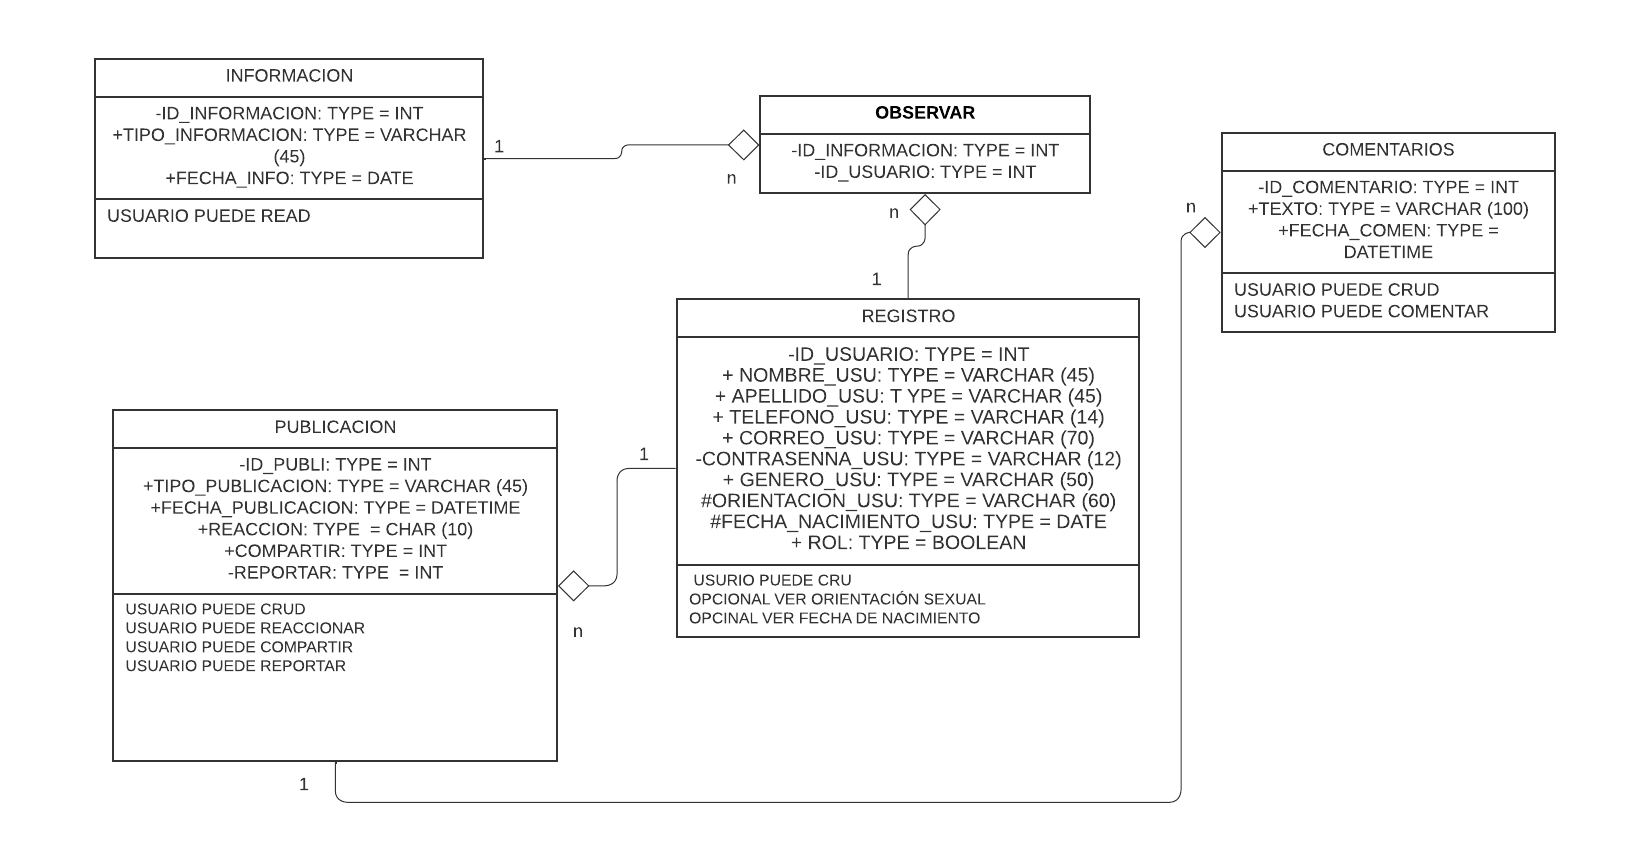 INFORMACION
-ID_INFORMACION: TYPE = INT
+TIPO_INFORMACION: TYPE = VARCHAR
(45)
+FECHA_INFO: TYPE = DATE
USUARIO PUEDE READ
1
n
OBSERVAR
-ID_INFORMACION: TYPE = INT
-ID_USUARIO: TYPE = INT
n
1
COMENTARIOS
-ID_COMENTARIO: TYPE = INT
+TEXTO: TYPE = VARCHAR (100)
+FECHA_COMEN: TYPE =
DATETIME
USUARIO PUEDE CRUD
USUARIO PUEDE COMENTAR
n
REGISTRO
-ID_USUARIO: TYPE = INT
+ NOMBRE_USU: TYPE = VARCHAR (45)
+ APELLIDO_USU: T YPE = VARCHAR (45)
+ TELEFONO_USU: TYPE = VARCHAR (14)
+ CORREO_USU: TYPE = VARCHAR (70)
-CONTRASENNA_USU: TYPE = VARCHAR (12)
+ GENERO_USU: TYPE = VARCHAR (50)
#ORIENTACION_USU: TYPE = VARCHAR (60)
#FECHA_NACIMIENTO_USU: TYPE = DATE
+ ROL: TYPE = BOOLEAN
USURIO PUEDE CRU
OPCIONAL VER ORIENTACIÓN SEXUAL
OPCINAL VER FECHA DE NACIMIENTO
1
n
PUBLICACION
-ID_PUBLI: TYPE = INT
+TIPO_PUBLICACION: TYPE = VARCHAR (45)
+FECHA_PUBLICACION: TYPE = DATETIME
+REACCION: TYPE  = CHAR (10)
+COMPARTIR: TYPE = INT
-REPORTAR: TYPE  = INT
USUARIO PUEDE CRUD
USUARIO PUEDE REACCIONAR
USUARIO PUEDE COMPARTIR
USUARIO PUEDE REPORTAR
1